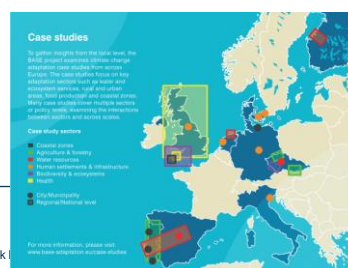 Case studies
To gather insights from the local level, the
BASE project examines climate change
adaptation case studies from across
Europe. The case studies focus on key
adaptation sectors such as water and
ecosystem services, rural and urban
areas, food production and coastal zones.
Many case studies cover multiple sectors
or policy levels, examining the interactions
between sectors and across scales.
Case study sectors
Coastal zones
Agriculture & forestry
Water resources
Human settlements & infrastructure
Biodiversity & ecosystems
Health
City/Municipality
Regional/National level
For more information, please visit
www.base-adaptation.eu/case-studies